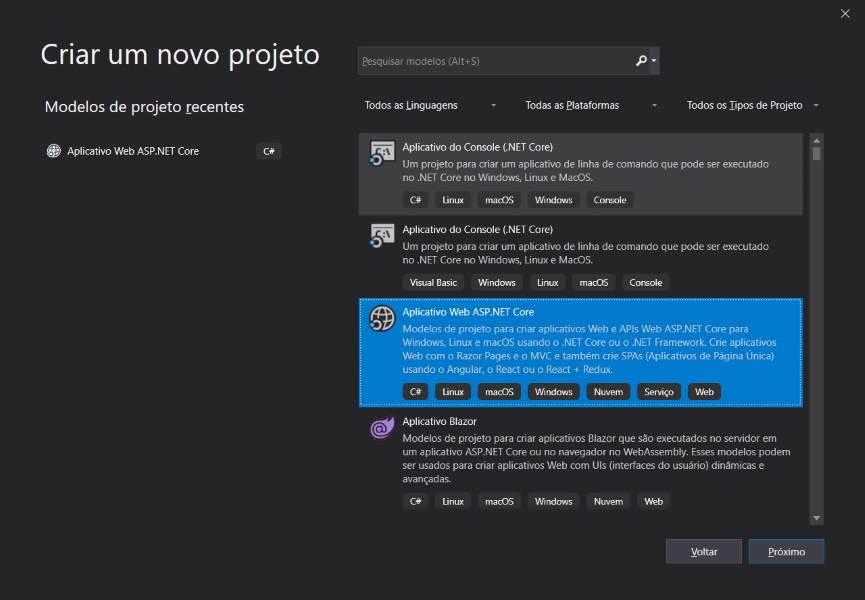 Criar um novo projeto
Pesquisar modelos (Alt+S)
Modelos de projeto recentes
Todos as Linguagens
Todas as Plataformas
Todos os Tipos de Projeto
Aplicativo Web ASP.NET Core
C#
Aplicativo do Console (.NET Core)
Um projeto para criar um aplicativo de linha de comando que pode ser executado
no .NET Core no Windows, Linux e MacOS.
C# Linux macOS Windows Console
Aplicativo do Console (.NET Core)
Um projeto para criar um aplicativo de linha de comando que pode ser executado
no .NET Core no Windows, Linux e MacOS.
Visual Basic Windows Linux macOS Console
Aplicativo Web ASP.NET Core
Modelos de projeto para criar aplicativos Web e APIs Web ASP.NET Core para
Windows, Linux e macOS usando o .NET Core ou o .NET Framework. Crie aplicativos
Web com o Razor Pages e o MVC e também crie SPAs (Aplicativos de Página Única)
usando o Angular, o React ou o React + Redux.
C# Linux macOS Windows Nuvem Serviço Web
Aplicativo Blazor
Modelos de projeto para criar aplicativos Blazor que são executados no servidor em
um aplicativo ASP.NET Core ou no navegador no WebAssembly. Esses modelos podem
ser usados para criar aplicativos Web com UIs (interfaces do usuário) dinâmicas e
avançadas.
C# Linux macOS Windows Nuvem Web
Voltar
Próximo